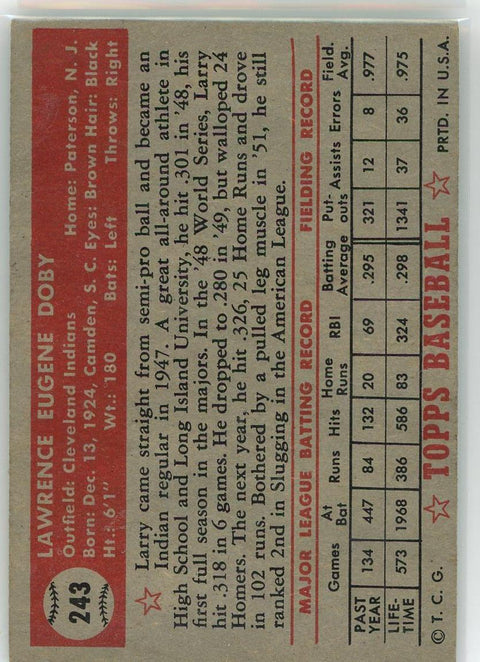 243
LAWRENCE EUGENE DOBY
Outfield: Cleveland Indians Home: Paterson, N. J.
Born: Dec. 13, 1924, Camden, S. C. Eyes: Brown Hair: Black
Ht.: 6'1" Wt.: 180 Bats: Left Throws: Right
Larry came straight from semi-pro ball and became an
Indian regular in 1947. A great all-around athlete in
High School and Long Island University, he hit .301 in '48, his
first full season in the majors. In the '48 World Series, Larry
hit .318 in 6 games. He dropped to .280 in '49, but walloped 24
Homers. The next year, he hit .326, 25 Home Runs and drove
in 102 runs. Bothered by a pulled leg muscle in '51, he still
ranked 2nd in Slugging in the American League.
MAJOR LEAGUE BATTING RECORD FIELDING RECORD
Games At Bat Runs Hits Home Runs RBI Batting Average Put-outs Assists Errors Field. Avg.
PAST YEAR 134 447 84 132 20 69 .295 321 12 8 .977
LIFE-TIME 573 1968 386 586 83 324 .298 1341 37 36 .975
© T. C. G. TOPPS BASEBALL PRTD. IN U.S.A.